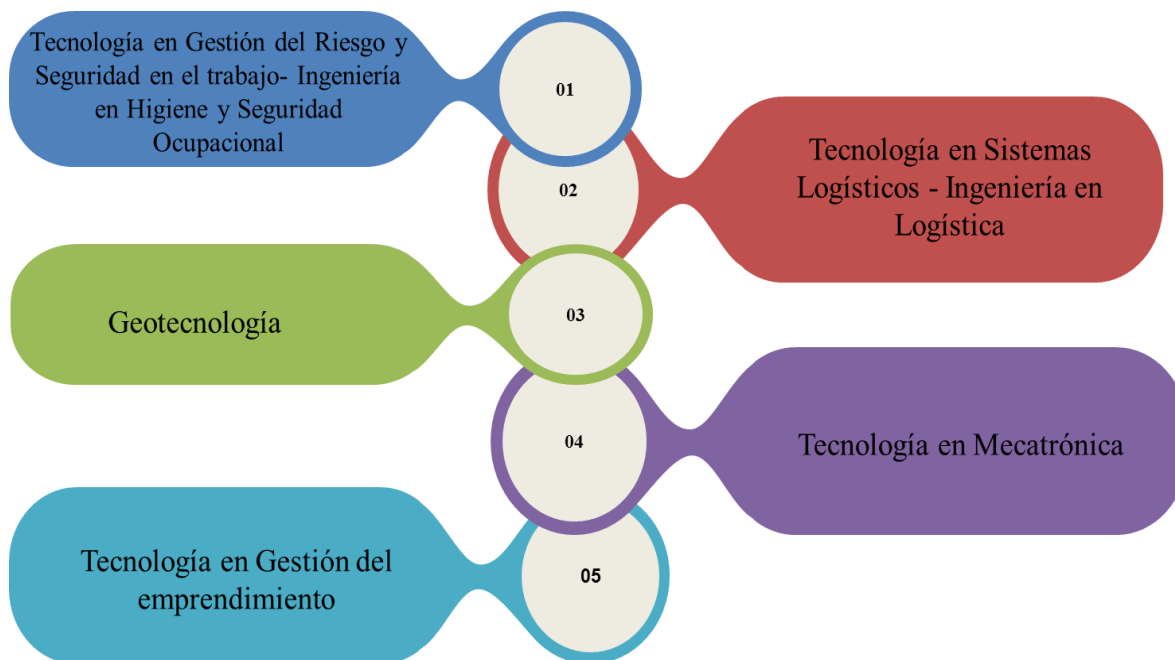 Tecnología en Gestión del Riesgo y
Seguridad en el trabajo- Ingeniería
en Higiene y Seguridad
Ocupacional
01
02
Tecnología en Sistemas
Logísticos - Ingeniería en
Logística
Geotecnología
03
04
Tecnología en Mecatrónica
Tecnología en Gestión del
emprendimiento
05